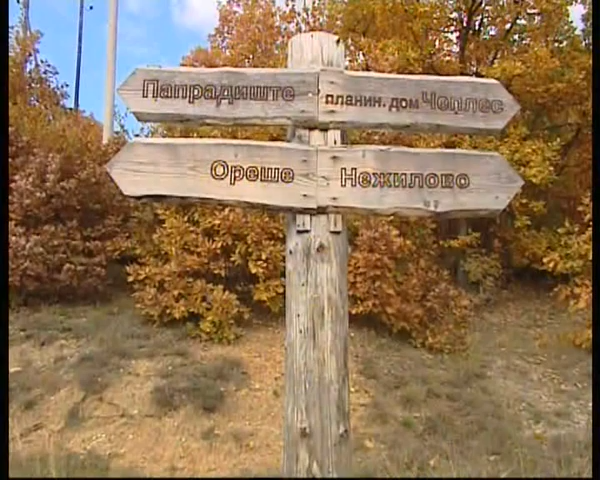 Папрадиште
планин. дом Чеплес
Ореше
Нежилово